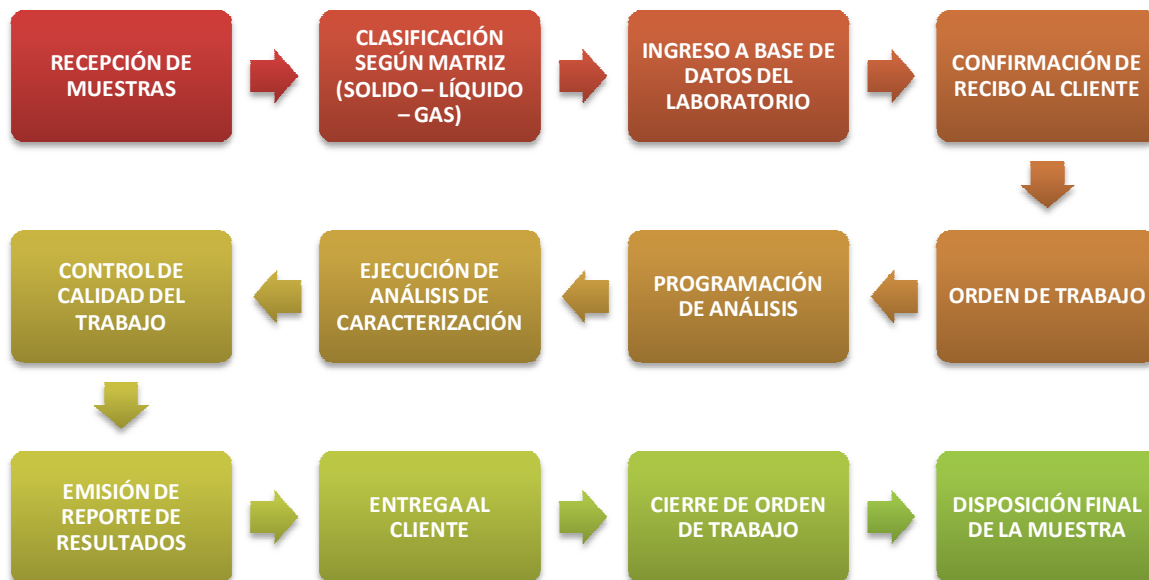 RECEPCIÓN DE
MUESTRAS
CLASIFICACIÓN
SEGÚN MATRIZ
(SOLIDO – LÍQUIDO
– GAS)
INGRESO A BASE DE
DATOS DEL
LABORATORIO
CONFIRMACIÓN DE
RECIBO AL CLIENTE
ORDEN DE TRABAJO
PROGRAMACIÓN
DE ANÁLISIS
EJECUCIÓN DE
ANÁLISIS DE
CARACTERIZACIÓN
CONTROL DE
CALIDAD DEL
TRABAJO
EMISIÓN DE
REPORTE DE
RESULTADOS
ENTREGA AL
CLIENTE
CIERRE DE ORDEN
DE TRABAJO
DISPOSICIÓN FINAL
DE LA MUESTRA